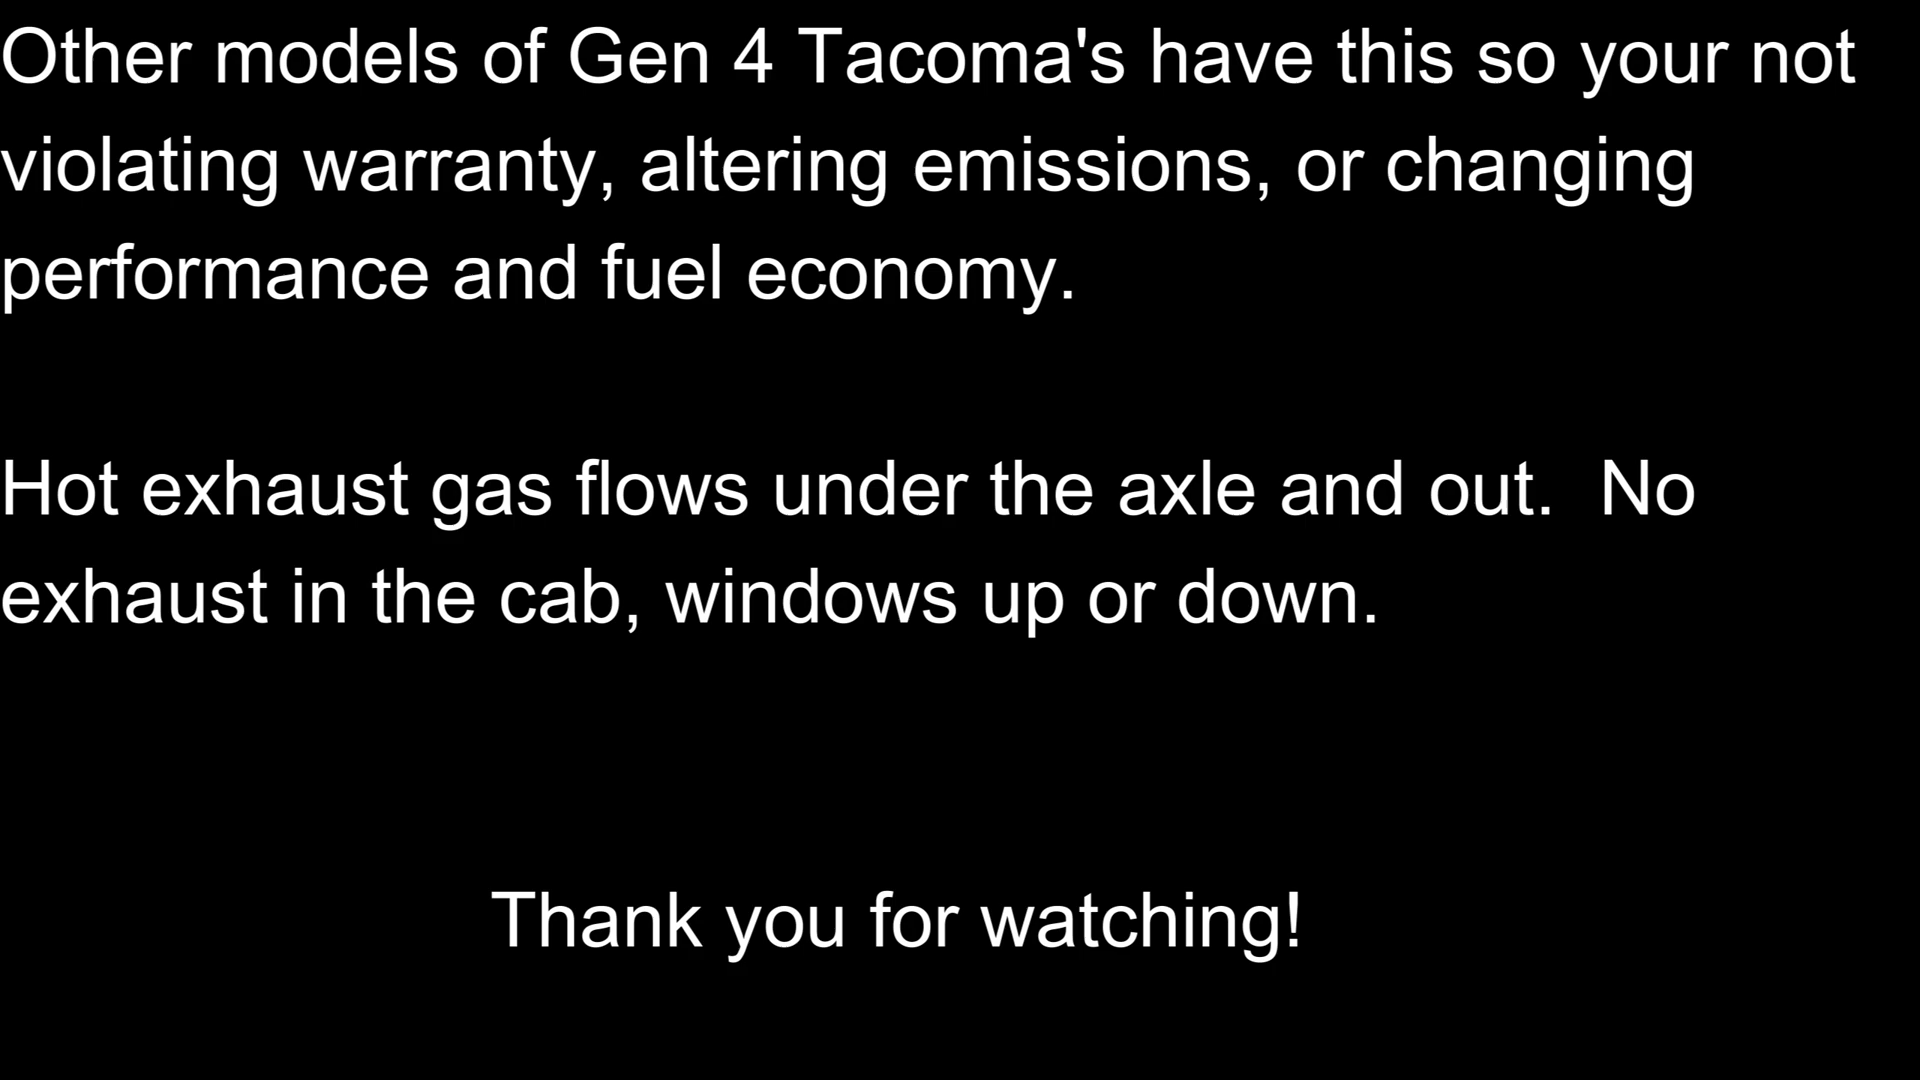 Other models of Gen 4 Tacoma's have this so your not
violating warranty, altering emissions, or changing
performance and fuel economy.
Hot exhaust gas flows under the axle and out.  No
exhaust in the cab, windows up or down.
Thank you for watching!